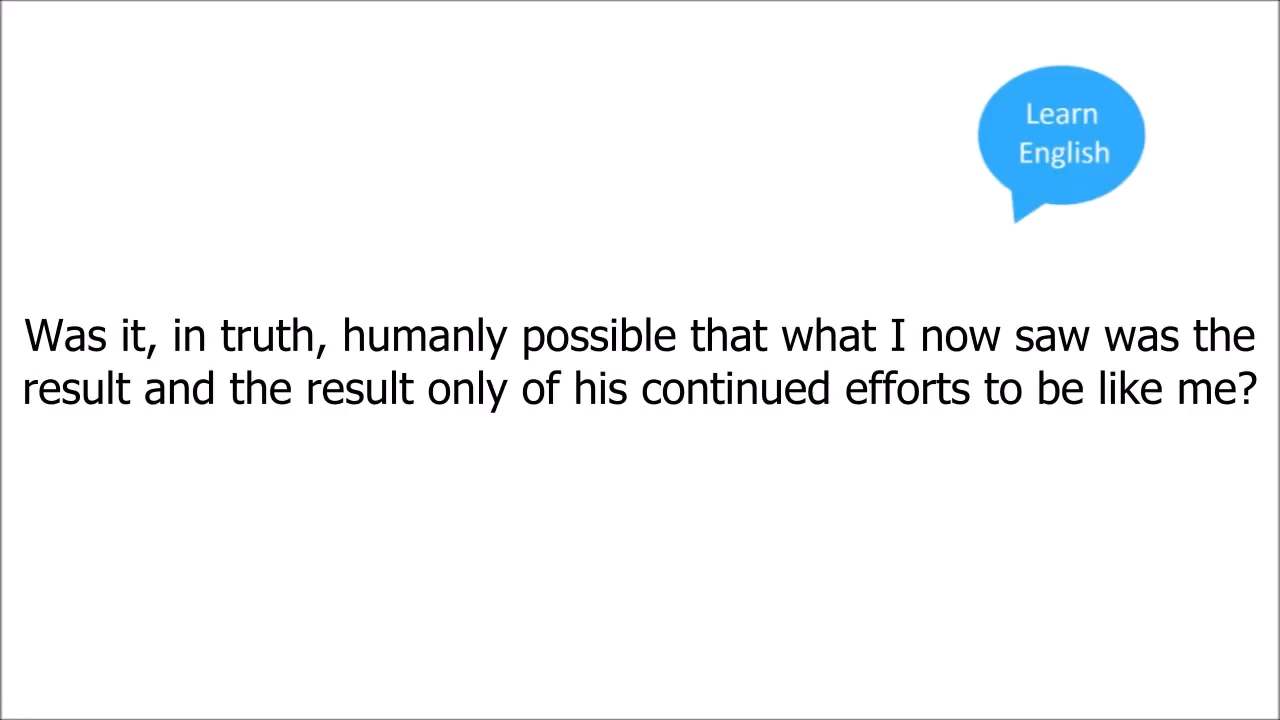 Learn
English
Was it, in truth, humanly possible that what I now saw was the
result and the result only of his continued efforts to be like me?